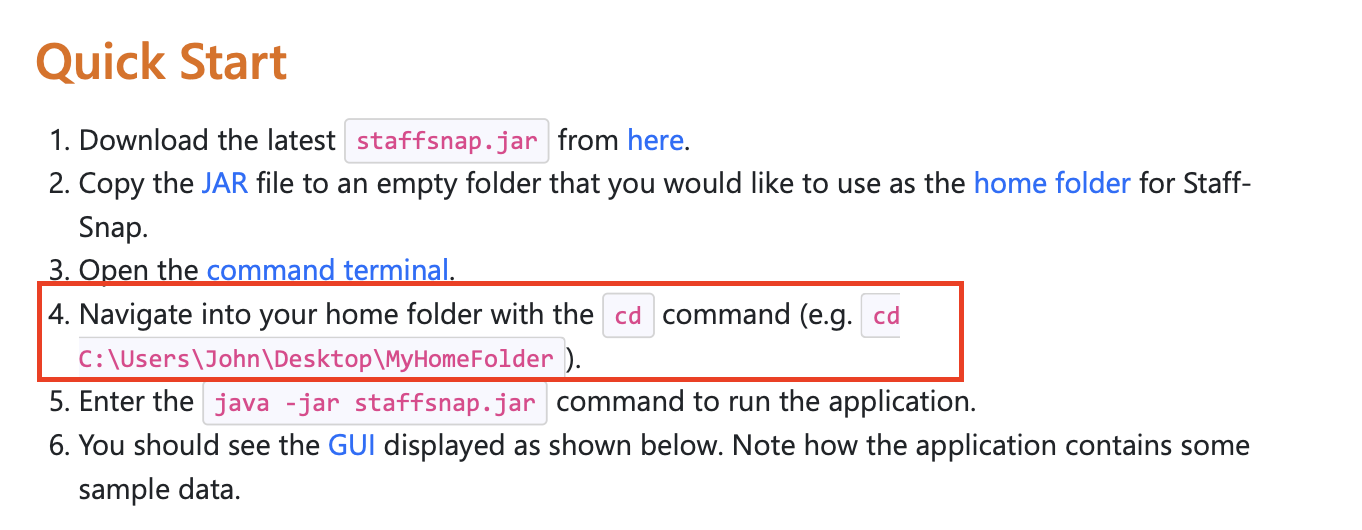 Quick Start
1. Download the latest staffsnap.jar from here.
2. Copy the JAR file to an empty folder that you would like to use as the home folder for Staff-
Snap.
3. Open the command terminal.
4. Navigate into your home folder with the cd command (e.g. cd
C:\Users\John\Desktop\MyHomeFolder ).
5. Enter the java -jar staffsnap.jar command to run the application.
6. You should see the GUI displayed as shown below. Note how the application contains some
sample data.